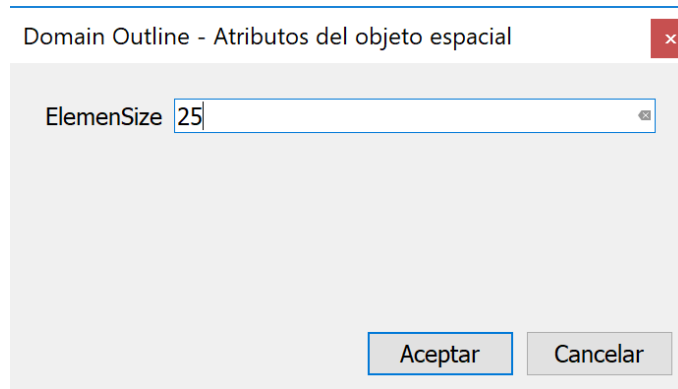 Domain Outline - Atributos del objeto espacial
ElemenSize 25
Aceptar Cancelar